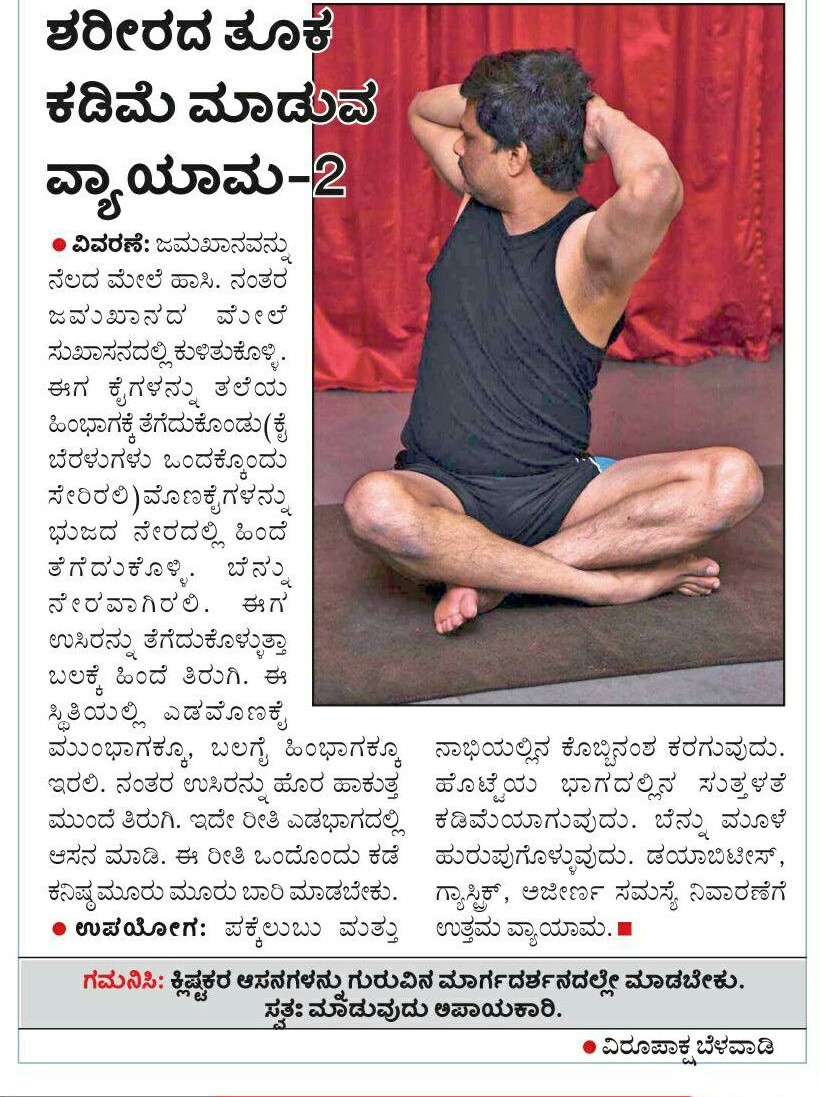 ಶರೀರದ ತೂಕ
ಕಡಿಮೆ ಮಾಡುವ
ವ್ಯಾಯಾಮ-2
● ವಿವರಣೆ: ಜಮಖಾನವನ್ನು
ನೆಲದ ಮೇಲೆ ಹಾಸಿ. ನಂತರ
ಜಮಖಾನದ ಮೇಲೆ
ಸುಖಾಸನದಲ್ಲಿ ಕುಳಿತುಕೊಳ್ಳಿ.
ಈಗ ಕೈಗಳನ್ನು ತಲೆಯ
ಹಿಂಭಾಗಕ್ಕೆ ತೆಗೆದುಕೊಂಡು(ಕೈ
ಬೆರಳುಗಳು ಒಂದಕ್ಕೊಂದು
ಸೇರಿರಲಿ)ಮೊಣಕೈಗಳನ್ನು
ಭುಜದ ನೇರದಲ್ಲಿ ಹಿಂದೆ
ತೆಗೆದುಕೊಳ್ಳಿ. ಬೆನ್ನು
ನೇರವಾಗಿರಲಿ. ಈಗ
ಉಸಿರನ್ನು ತೆಗೆದುಕೊಳ್ಳುತ್ತಾ
ಬಲಕ್ಕೆ ಹಿಂದೆ ತಿರುಗಿ. ಈ
ಸ್ಥಿತಿಯಲ್ಲಿ ಎಡಮೊಣಕೈ
ಮುಂಭಾಗಕ್ಕೂ, ಬಲಗೈ ಹಿಂಭಾಗಕ್ಕೂ
ಇರಲಿ. ನಂತರ ಉಸಿರನ್ನು ಹೊರ ಹಾಕುತ್ತ
ಮುಂದೆ ತಿರುಗಿ. ಇದೇ ರೀತಿ ಎಡಭಾಗದಲ್ಲಿ
ಆಸನ ಮಾಡಿ. ಈ ರೀತಿ ಒಂದೊಂದು ಕಡೆ
ಕನಿಷ್ಠ ಮೂರು ಮೂರು ಬಾರಿ ಮಾಡಬೇಕು.
● ಉಪಯೋಗ: ಪಕ್ಕೆಲುಬು ಮತ್ತು
ನಾಭಿಯಲ್ಲಿನ ಕೊಬ್ಬಿನಂಶ ಕರಗುವುದು.
ಹೊಟ್ಟೆಯ ಭಾಗದಲ್ಲಿನ ಸುತ್ತಳತೆ
ಕಡಿಮೆಯಾಗುವುದು. ಬೆನ್ನು ಮೂಳೆ
ಹುರುಪುಗೊಳ್ಳುವುದು. ಡಯಾಬಿಟೀಸ್,
ಗ್ಯಾಸ್ಟ್ರಿಕ್, ಅಜೀರ್ಣ ಸಮಸ್ಯೆ ನಿವಾರಣೆಗೆ
ಉತ್ತಮ ವ್ಯಾಯಾಮ.■
ಗಮನಿಸಿ: ಕ್ಲಿಷ್ಟಕರ ಆಸನಗಳನ್ನು ಗುರುವಿನ ಮಾರ್ಗದರ್ಶನದಲ್ಲೇ ಮಾಡಬೇಕು.
ಸ್ವತಃ ಮಾಡುವುದು ಅಪಾಯಕಾರಿ.
● ವಿರೂಪಾಕ್ಷ ಬೆಳವಾಡಿ